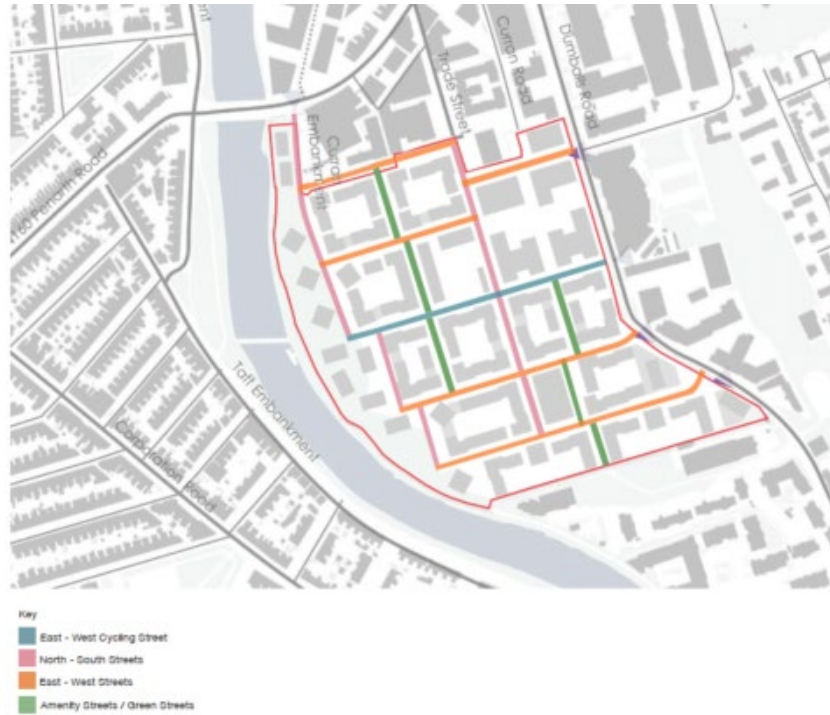 Trade Street
Curran Road
Dumballs Road
Curran
Embankment
4160 Penarth Road
Taff Embankment
Corporation Road
Key
East - West Cycling Street
North - South Streets
East - West Streets
Amenity Streets / Green Streets